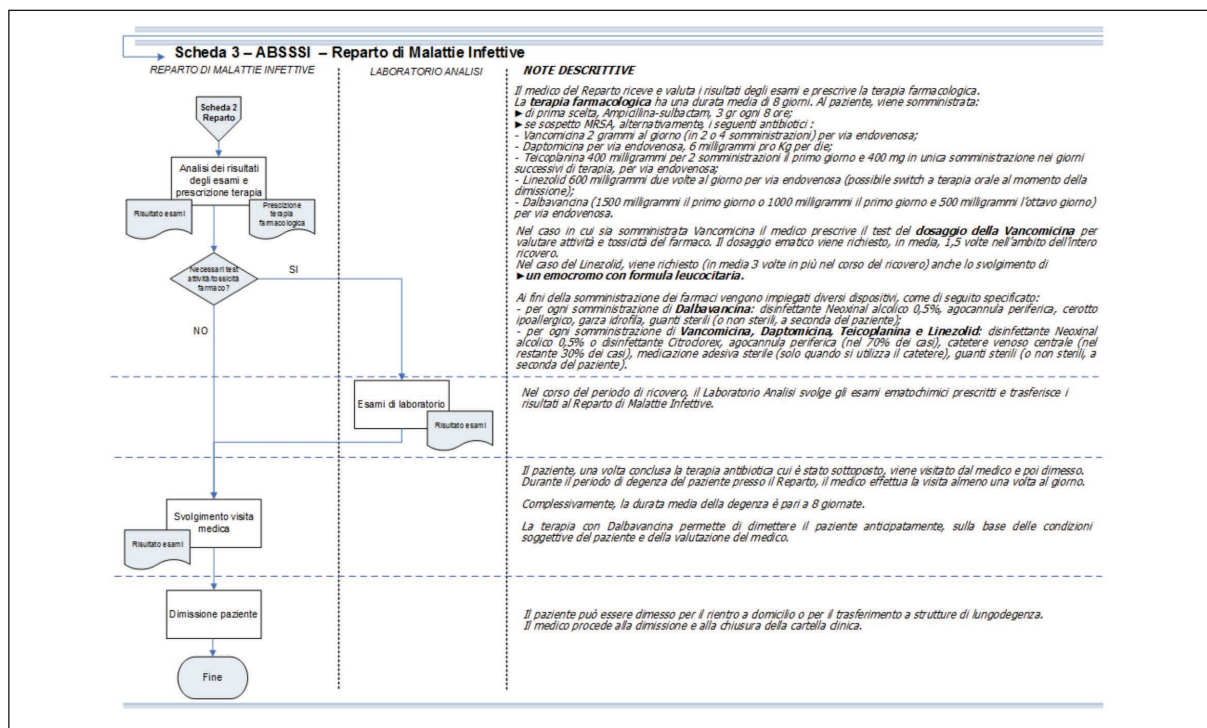 Scheda 3 – ABSSSI – Reparto di Malattie Infettive
REPARTO DI MALATTIE INFETTIVE
LABORATORIO ANALISI
NOTE DESCRITTIVE
Scheda 2
Reparto
Analisi dei risultati
degli esami e
prescrizione terapia
Risultato esami
Prescizione
terapia
farmacologica
Necessari test
attività/tossicità
farmaco?
SI
NO
Il medico del Reparto riceve e valuta i risultati degli esami e prescrive la terapia farmacologica.
La terapia farmacologica ha una durata media di 8 giorni. Al paziente, viene somministrata:
►di prima scelta, Ampicillina-sulbactam, 3 gr ogni 8 ore;
►se sospetto MRSA, alternativamente, i seguenti antibiotici :
- Vancomicina 2 grammi al giorno (in 2 o 4 somministrazioni) per via endovenosa;
- Daptomicina per via endovenosa, 6 milligrammi pro Kg per die;
- Teicoplanina 400 milligrammi per 2 somministrazioni il primo giorno e 400 mg in unica somministrazione nei giorni
successivi di terapia, per via endovenosa;
- Linezolid 600 milligrammi due volte al giorno per via endovenosa (possibile switch a terapia orale al momento della
dimissione);
- Dalbavancina (1500 milligrammi il primo giorno o 1000 milligrammi il primo giorno e 500 milligrammi l'ottavo giorno)
per via endovenosa.
Nel caso in cui sia somministrata Vancomicina il medico prescrive il test del dosaggio della Vancomicina per
valutare attività e tossicità del farmaco. Il dosaggio ematico viene richiesto, in media, 1,5 volte nell'ambito dell'intero
ricovero.
Nel caso del Linezolid, viene richiesto (in media 3 volte in più nel corso del ricovero) anche lo svolgimento di
►un emocromo con formula leucocitaria.
Ai fini della somministrazione dei farmaci vengono impiegati diversi dispositivi, come di seguito specificato:
- per ogni somministrazione di Dalbavancina: disinfettante Neoxinal alcolico 0,5%, agocannula periferica, cerotto
ipoallergico, garza idrofila, guanti sterili (o non sterili, a seconda del paziente);
- per ogni somministrazione di Vancomicina, Daptomicina, Teicoplanina e Linezolid: disinfettante Neoxinal
alcolico 0,5% o disinfettante Citroclorex, agocannula periferica (nel 70% dei casi), catetere venoso centrale (nel
restante 30% dei casi), medicazione adesiva sterile (solo quando si utilizza il catetere), guanti sterili (o non sterili, a
seconda del paziente).
Esami di laboratorio
Risultato esami
Nel corso del periodo di ricovero, il Laboratorio Analisi svolge gli esami ematochimici prescritti e trasferisce i
risultati al Reparto di Malattie Infettive.
Svolgimento visita
medica
Risultato esami
Il paziente, una volta conclusa la terapia antibiotica cui è stato sottoposto, viene visitato dal medico e poi dimesso.
Durante il periodo di degenza del paziente presso il Reparto, il medico effettua la visita almeno una volta al giorno.
Complessivamente, la durata media della degenza è pari a 8 giornate.
La terapia con Dalbavancina permette di dimettere il paziente anticipatamente, sulla base delle condizioni
soggettive del paziente e della valutazione del medico.
Dimissione paziente
Il paziente può essere dimesso per il rientro a domicilio o per il trasferimento a strutture di lungodegenza.
Il medico procede alla dimissione e alla chiusura della cartella clinica.
Fine